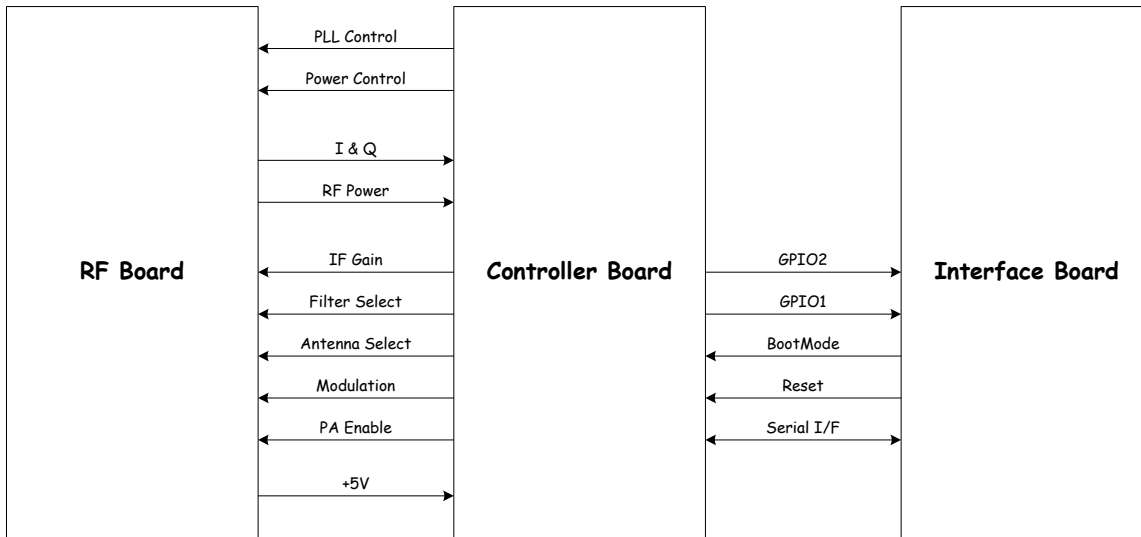 PLL Control
Power Control
I & Q
RF Power
RF Board
IF Gain
Controller Board
GPIO2
Interface Board
Filter Select
GPIO1
Antenna Select
BootMode
Modulation
Reset
PA Enable
Serial I/F
+5V